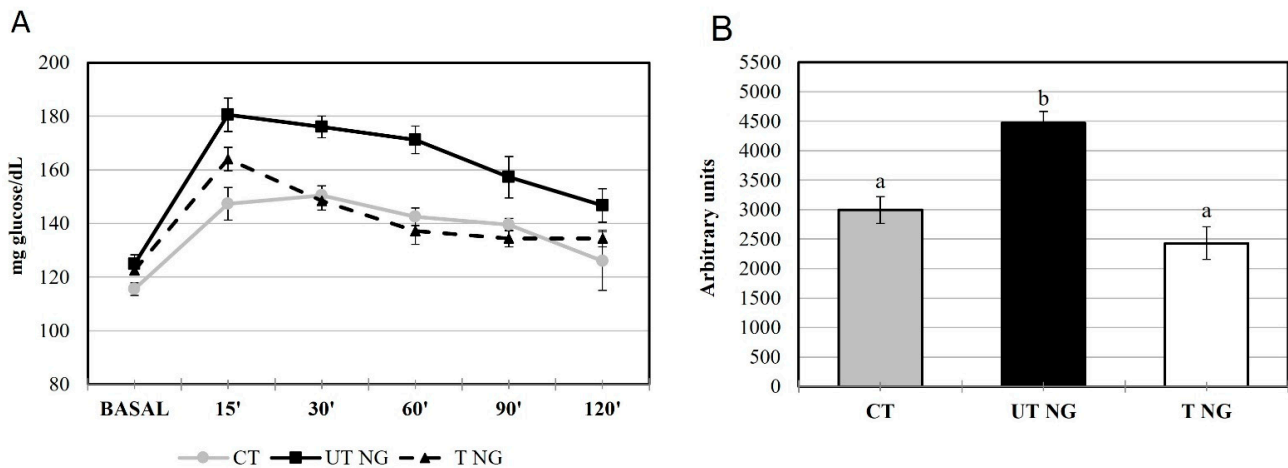 A
mg glucose/dL
200
180
160
140
120
100
80
BASAL 15' 30' 60' 90' 120'
CT UT NG T NG
B
Arbitrary units
5500
5000
4500
4000
3500
3000
2500
2000
1500
1000
500
0
a
b
a
CT UT NG T NG